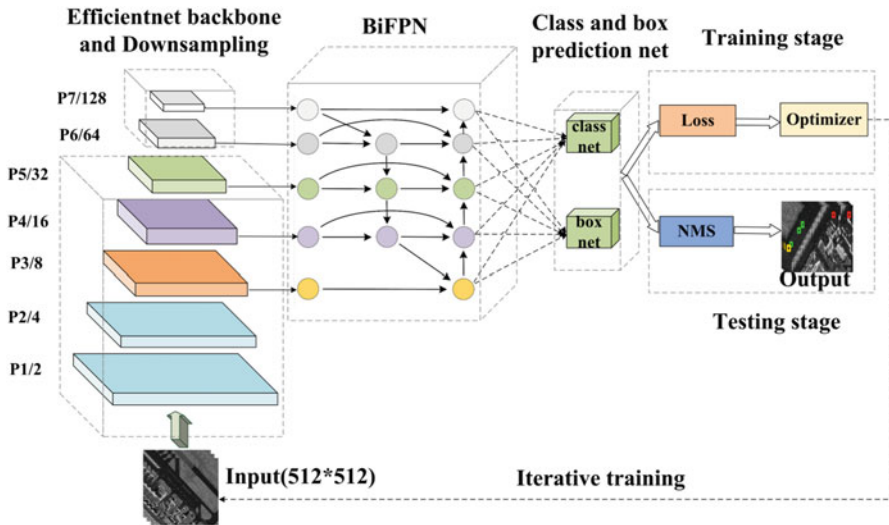 Efficientnet backbone
and Downsampling
BiFPN
Class and box
prediction net
Training stage
P7/128
P6/64
P5/32
P4/16
P3/8
P2/4
P1/2
class
net
box
net
Loss
Optimizer
NMS
Output
Testing stage
Input(512*512)
Iterative training